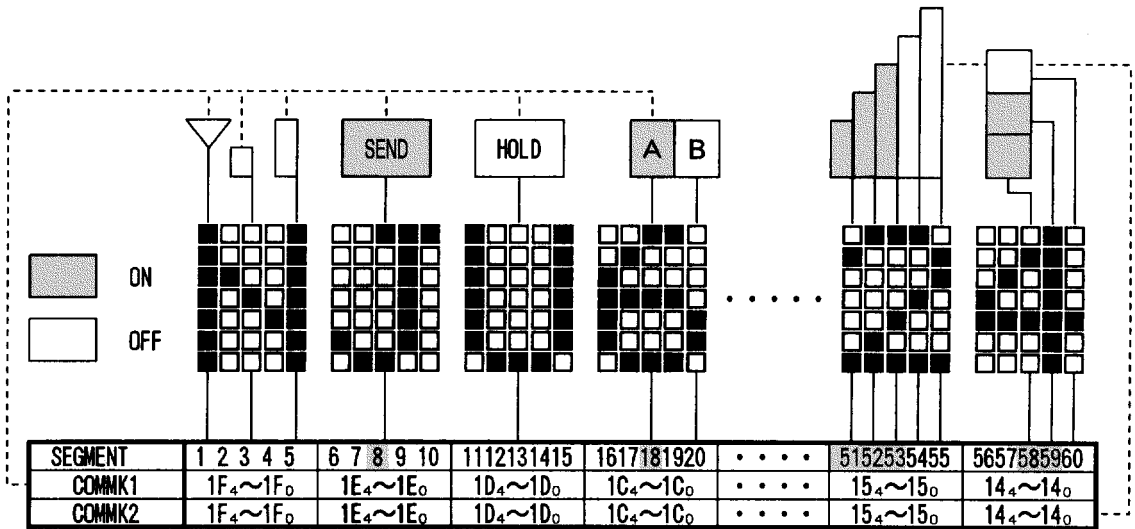 SEND HOLD A B
ON
OFF
SEGMENT 1 2 3 4 5 6 7 8 9 10 1112131415 1617181920 · · · · 5152535455 5657585960
COMMK1 1F₄～1F₀ 1E₄～1E₀ 1D₄～1D₀ 1C₄～1C₀ · · · · 15₄～15₀ 14₄～14₀
COMMK2 1F₄～1F₀ 1E₄～1E₀ 1D₄～1D₀ 1C₄～1C₀ · · · · 15₄～15₀ 14₄～14₀